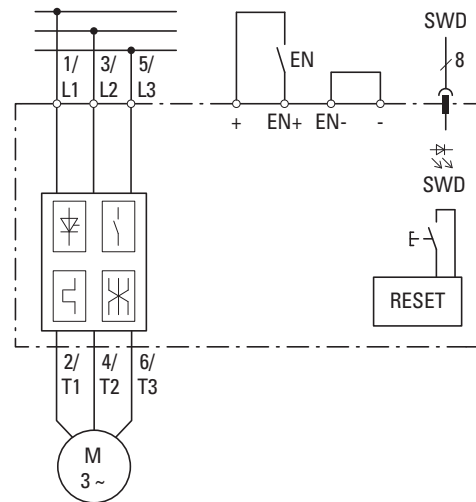 SWD
1/ 3/ 5/
L1 L2 L3
EN
8
+ EN+ EN- -
SWD
RESET
2/ 4/ 6/
T1 T2 T3
M
3 ~